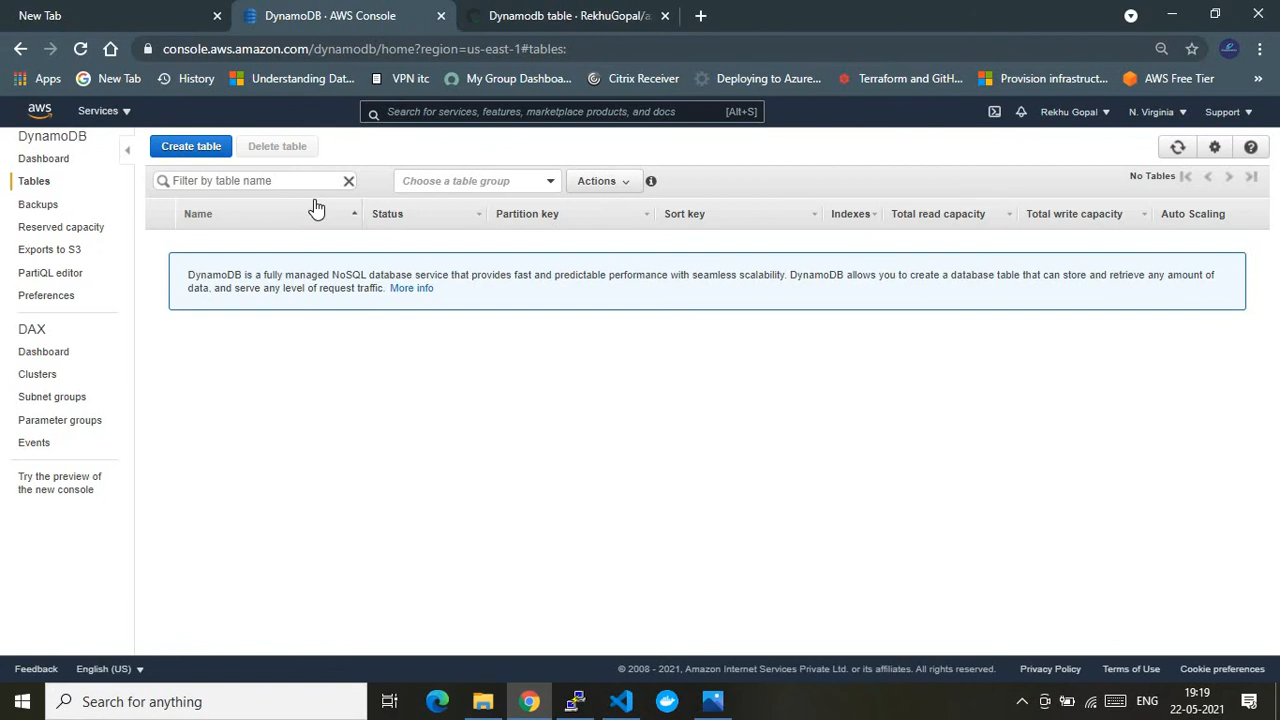 New Tab
DynamoDB · AWS Console
Dynamodb table · RekhuGopal/a
console.aws.amazon.com/dynamodb/home?region=us-east-1#tables:
Apps
New Tab
History
Understanding Dat...
VPN itc
My Group Dashboa...
Citrix Receiver
Deploying to Azure...
Terraform and GitH...
Provision infrastruct...
AWS Free Tier
»
aws
Services
Search for services, features, marketplace products, and docs
[Alt+S]
Rekhu Gopal
N. Virginia
Support
DynamoDB
Dashboard
Tables
Backups
Reserved capacity
Exports to S3
PartiQL editor
Preferences
DAX
Dashboard
Clusters
Subnet groups
Parameter groups
Events
Try the preview of
the new console
Create table
Delete table
Filter by table name
Choose a table group
Actions
No Tables
Name
Status
Partition key
Sort key
Indexes
Total read capacity
Total write capacity
Auto Scaling
DynamoDB is a fully managed NoSQL database service that provides fast and predictable performance with seamless scalability. DynamoDB allows you to create a database table that can store and retrieve any amount of
data, and serve any level of request traffic. More info
Feedback
English (US)
© 2008 - 2021, Amazon Internet Services Private Ltd. or its affiliates. All rights reserved.
Privacy Policy
Terms of Use
Cookie preferences
Search for anything
ENG
19:19
22-05-2021